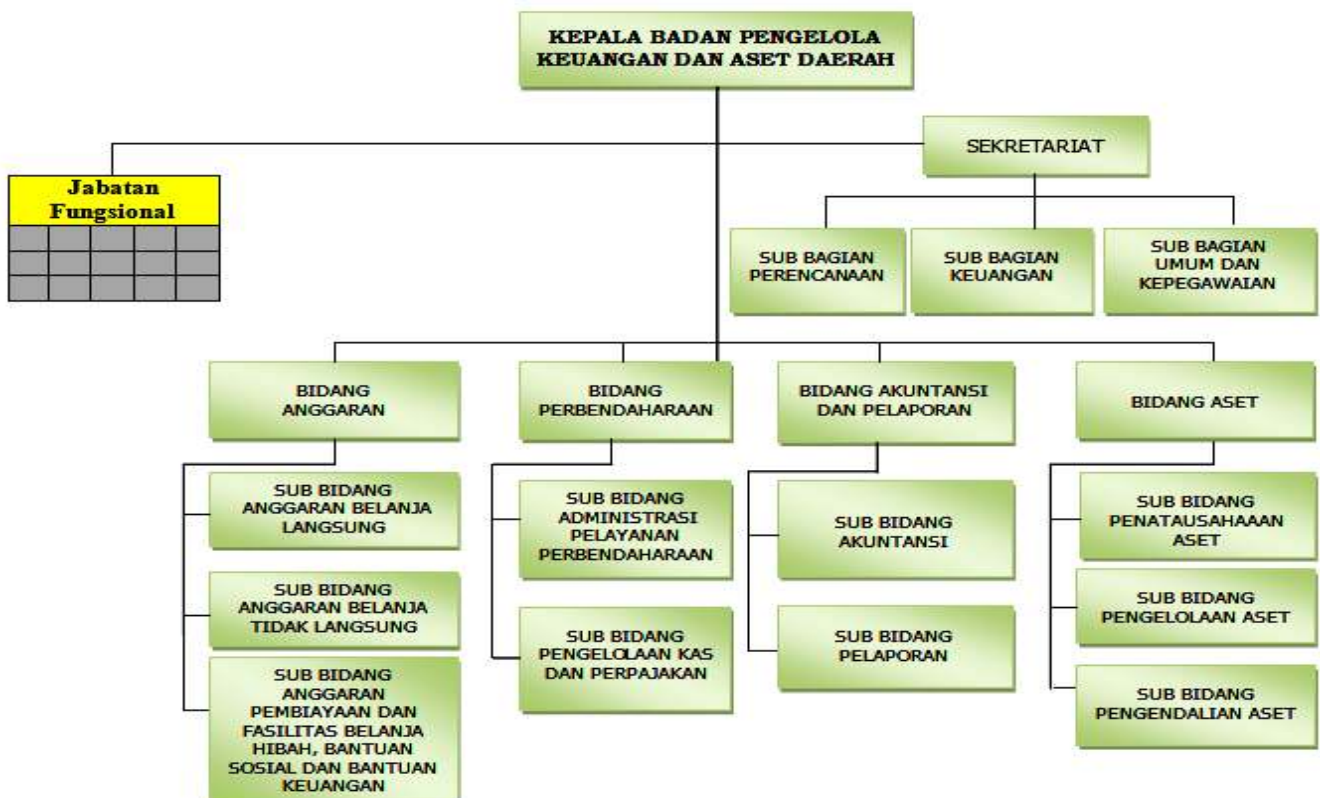 KEPALA BADAN PENGELOLA
KEUANGAN DAN ASET DAERAH
SEKRETARIAT
Jabatan
Fungsional
SUB BAGIAN
PERENCANAAN
SUB BAGIAN
KEUANGAN
SUB BAGIAN
UMUM DAN
KEPEGAWAIAN
BIDANG
ANGGARAN
BIDANG
PERBENDAHARAAN
BIDANG AKUNTANSI
DAN PELAPORAN
BIDANG ASET
SUB BIDANG
ANGGARAN BELANJA
LANGSUNG
SUB BIDANG
ANGGARAN BELANJA
TIDAK LANGSUNG
SUB BIDANG
ANGGARAN
PEMBIAYAAN DAN
FASILITAS BELANJA
HIBAH, BANTUAN
SOSIAL DAN BANTUAN
KEUANGAN
SUB BIDANG
ADMINISTRASI
PELAYANAN
PERBENDAHARAAN
SUB BIDANG
PENGELOLAAN KAS
DAN PERPAJAKAN
SUB BIDANG
AKUNTANSI
SUB BIDANG
PELAPORAN
SUB BIDANG
PENATAUSAHAAAN
ASET
SUB BIDANG
PENGELOLAAN ASET
SUB BIDANG
PENGENDALIAN ASET